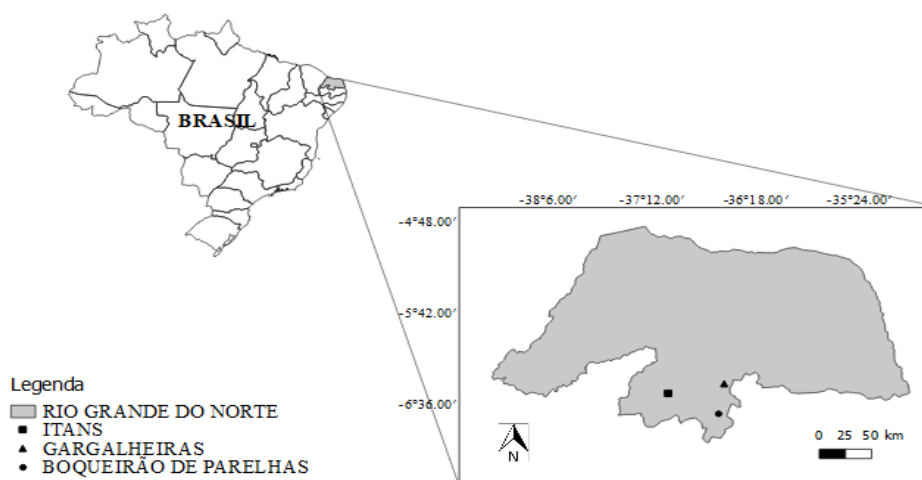 BRASIL
-38°6.00′ -37°12.00′ -36°18.00′ -35°24.00′
-4°48.00′
-5°42.00′
-6°36.00′
Legenda
RIO GRANDE DO NORTE
ITANS
GARGALHEIRAS
BOQUEIRÃO DE PARELHAS
N
0 25 50 km